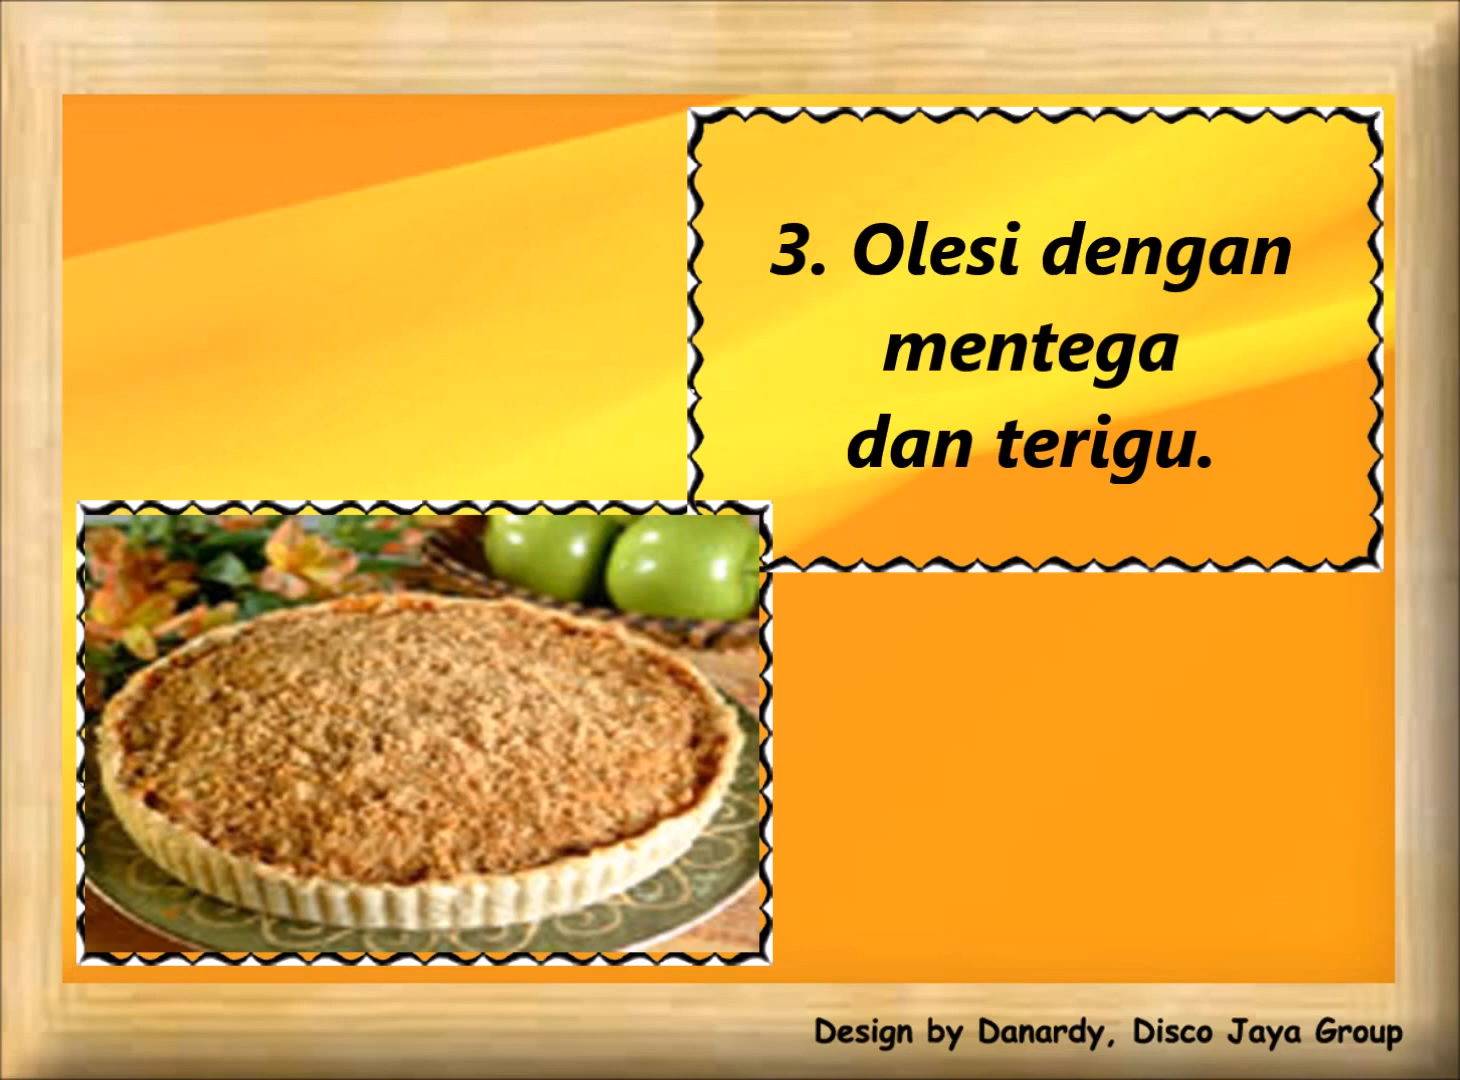 3. Olesi dengan
mentega
dan terigu.
Design by Danardy, Disco Jaya Group